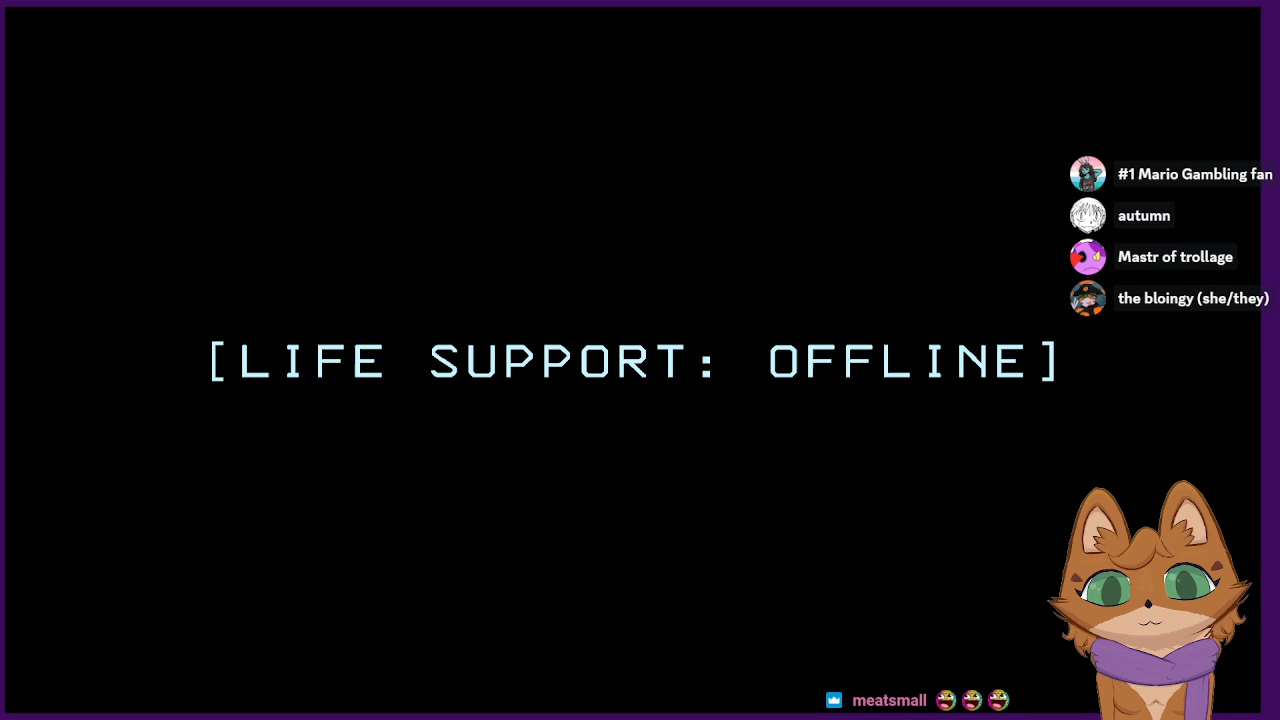 #1 Mario Gambling fan
autumn
Mastr of trollage
the bloingy (she/they)
[LIFE SUPPORT: OFFLINE]
meatsmall